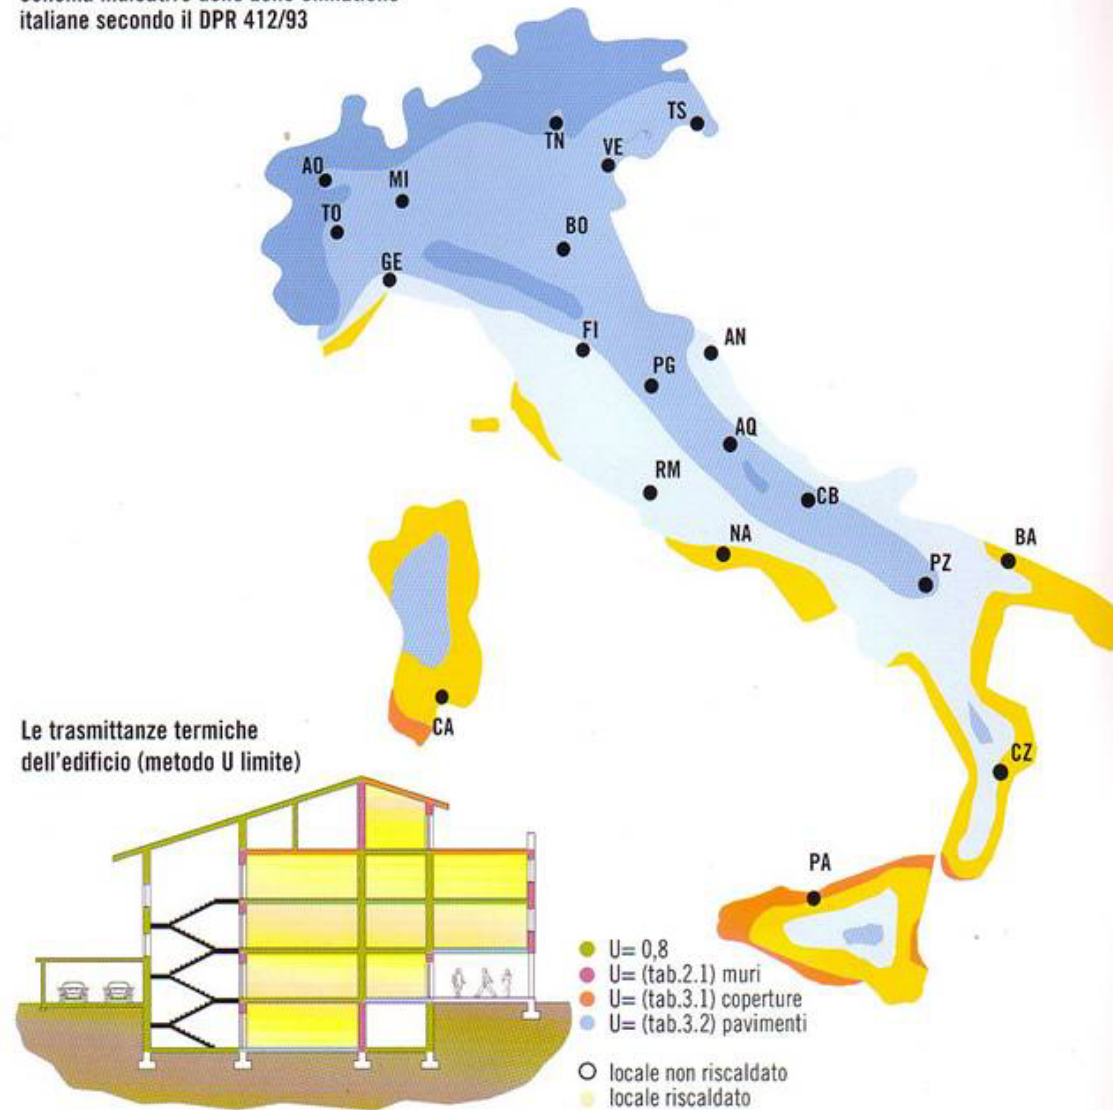 italiane secondo il DPR 412/93
TS
TN
VE
AO
MI
TO
BO
GE
FI
AN
PG
AQ
RM
CB
NA
BA
PZ
CA
CZ
PA
Le trasmittanze termiche
dell'edificio (metodo U limite)
U= 0,8
U= (tab.2.1) muri
U= (tab.3.1) coperture
U= (tab.3.2) pavimenti
locale non riscaldato
locale riscaldato